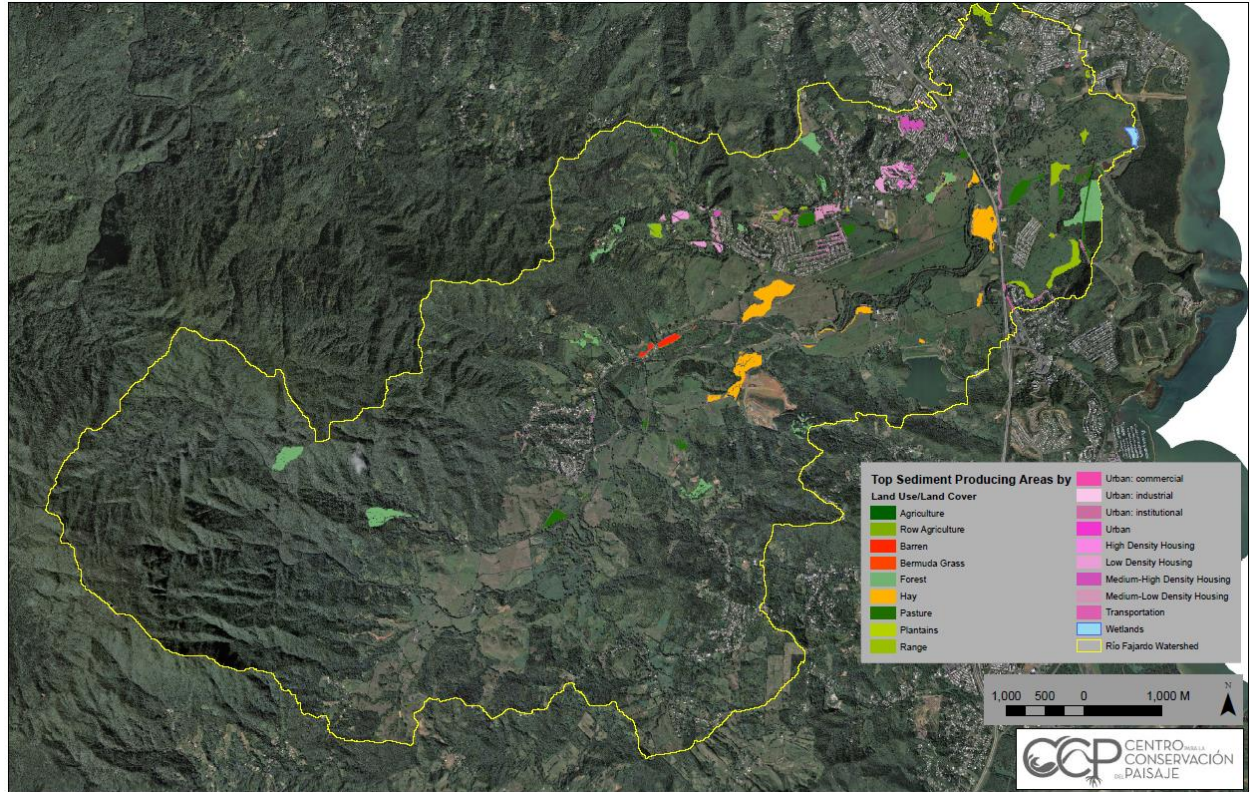 Top Sediment Producing Areas by
Land Use/Land Cover
Agriculture
Row Agriculture
Barren
Bermuda Grass
Forest
Hay
Pasture
Plantains
Range
Urban: commercial
Urban: industrial
Urban: institutional
Urban
High Density Housing
Low Density Housing
Medium-High Density Housing
Medium-Low Density Housing
Transportation
Wetlands
Río Fajardo Watershed
1,000 500 0 1,000 M
N
CCP
CENTRO PARA LA
CONSERVACIÓN
DEL PAISAJE